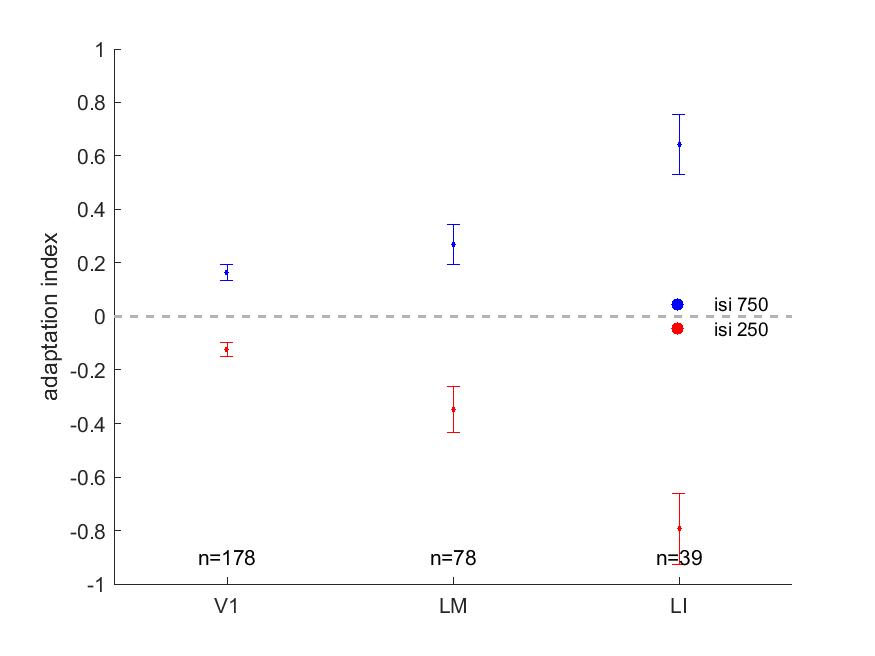 1
0.8
0.6
0.4
0.2
0
-0.2
-0.4
-0.6
-0.8
-1
adaptation index
isi 750
isi 250
n=178
n=78
n=39
V1
LM
LI